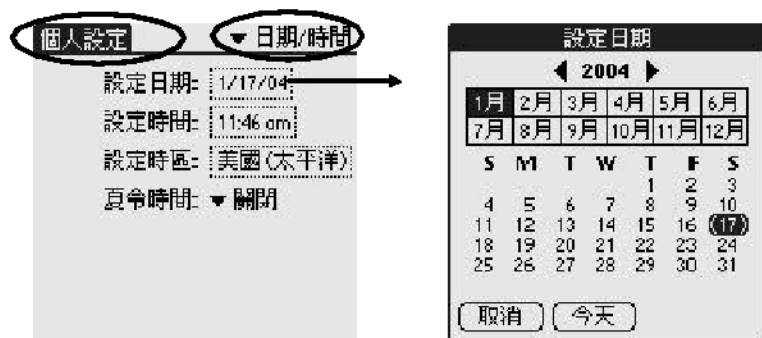 個人設定 日期/時間
設定日期: 1/17/04
設定時間: 11:46 am
設定時區: 美國 (太平洋)
夏令時間: 關閉
設定日期
2004
1月 2月 3月 4月 5月 6月
7月 8月 9月 10月 11月 12月
S M T W T F S
1 2 3
4 5 6 7 8 9 10
11 12 13 14 15 16 17
18 19 20 21 22 23 24
25 26 27 28 29 30 31
取消 今天